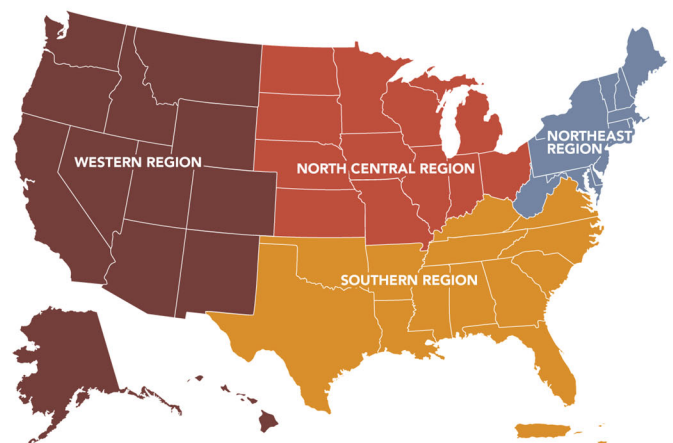 WESTERN REGION
NORTH CENTRAL REGION
NORTHEAST
REGION
SOUTHERN REGION